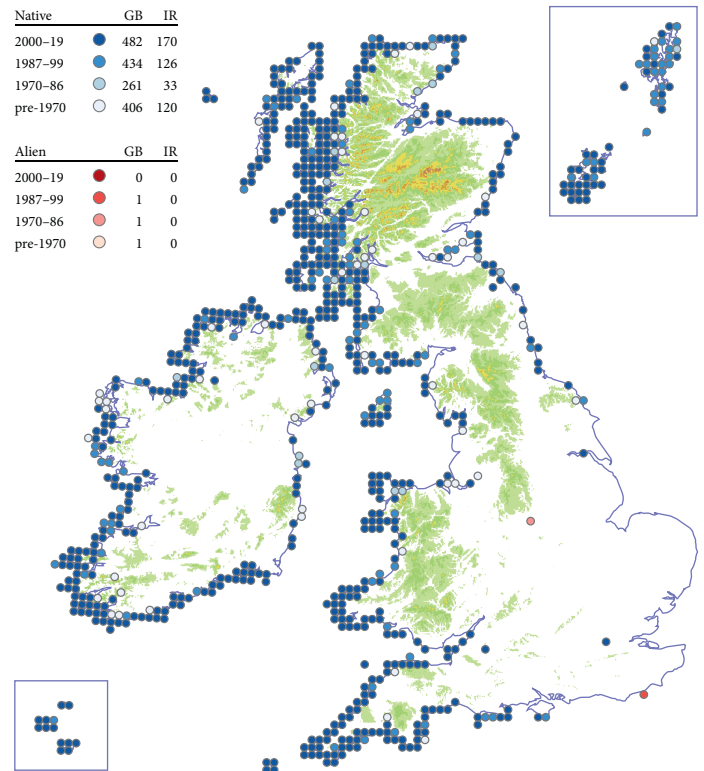 Native GB IR
2000–19 482 170
1987–99 434 126
1970–86 261 33
pre-1970 406 120
Alien GB IR
2000–19 0 0
1987–99 1 0
1970–86 1 0
pre-1970 1 0